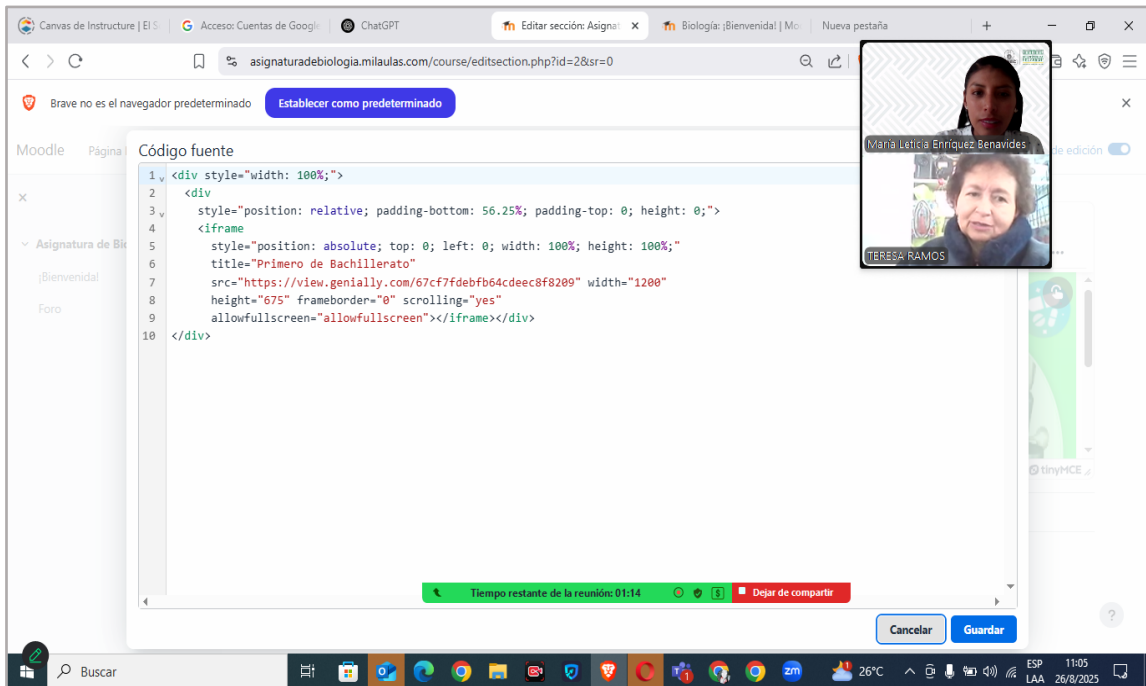 Canvas de Instructure | El S
Acceso: Cuentas de Google
ChatGPT
Editar sección: Asignat
Biología: ¡Bienvenida! | Mo
Nueva pestaña
asignaturadebiologia.milaulas.com/course/editsection.php?id=2&sr=0
Brave no es el navegador predeterminado
Establecer como predeterminado
Moodle
Página
de edición
Código fuente
Asignatura de Bi
¡Bienvenida!
Foro
1 <div style="width: 100%;">
2 <div
3 style="position: relative; padding-bottom: 56.25%; padding-top: 0; height: 0;">
4 <iframe
5 style="position: absolute; top: 0; left: 0; width: 100%; height: 100%;"
6 title="Primero de Bachillerato"
7 src="https://view.genially.com/67cf7fdebfb64cdeec8f8209" width="1200"
8 height="675" frameborder="0" scrolling="yes"
9 allowfullscreen="allowfullscreen"></iframe></div>
10 </div>
María Leticia Enríquez Benavides
TERESA RAMOS
tinyMCE
Tiempo restante de la reunión: 01:14
Dejar de compartir
Cancelar
Guardar
Buscar
26°C
ESP
LAA
11:05
26/8/2025